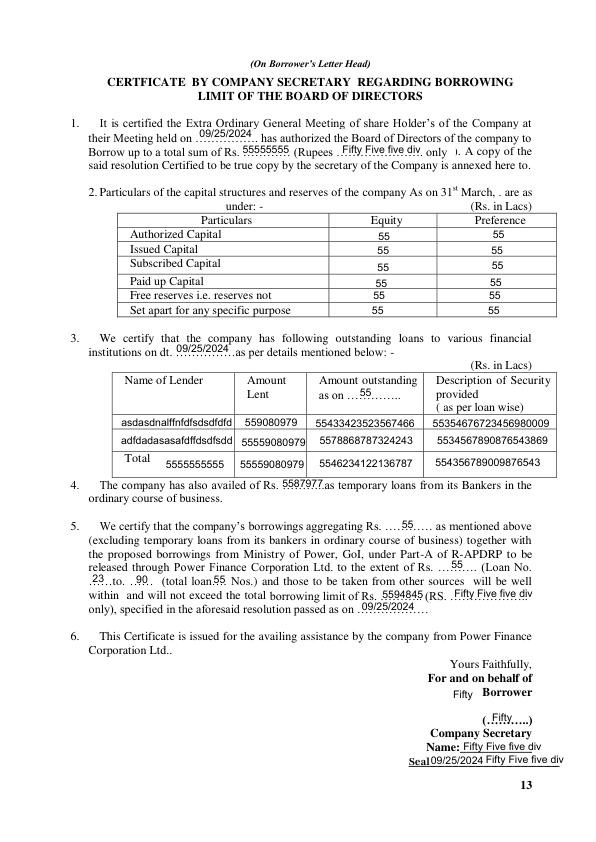 (On Borrower's Letter Head)
CERTFICATE BY COMPANY SECRETARY REGARDING BORROWING
LIMIT OF THE BOARD OF DIRECTORS
1. It is certified the Extra Ordinary General Meeting of share Holder's of the Company at
their Meeting held on 09/25/2024 has authorized the Board of Directors of the company to
Borrow up to a total sum of Rs. 55555555 (Rupees Fifty Five five div only ). A copy of the
said resolution Certified to be true copy by the secretary of the Company is annexed here to.
2. Particulars of the capital structures and reserves of the company As on 31st March, . are as
under: - (Rs. in Lacs)
Particulars Equity Preference
Authorized Capital 55 55
Issued Capital 55 55
Subscribed Capital 55 55
Paid up Capital 55 55
Free reserves i.e. reserves not 55 55
Set apart for any specific purpose 55 55
3. We certify that the company has following outstanding loans to various financial
institutions on dt. 09/25/2024 as per details mentioned below: -
(Rs. in Lacs)
Name of Lender Amount Amount outstanding Description of Security
Lent as on ...55........ provided
( as per loan wise)
asdasdnalffnfdfsdsdfdfd 559080979 55433423523567466 55354676723456980009
adfdadasasafdffdsdfsdd 55559080979 5578868787324243 5534567890876543869
Total 5555555555 55559080979 5546234122136787 554356789009876543
4. The company has also availed of Rs. 5587977 as temporary loans from its Bankers in the
ordinary course of business.
5. We certify that the company's borrowings aggregating Rs. ....55..... as mentioned above
(excluding temporary loans from its bankers in ordinary course of business) together with
the proposed borrowings from Ministry of Power, GoI, under Part-A of R-APDRP to be
released through Power Finance Corporation Ltd. to the extent of Rs. ...55.... (Loan No.
.23..to. ..90.. (total loan 55 Nos.) and those to be taken from other sources will be well
within and will not exceed the total borrowing limit of Rs. 5594845 (RS. Fifty Five five div
only), specified in the aforesaid resolution passed as on 09/25/2024
6. This Certificate is issued for the availing assistance by the company from Power Finance
Corporation Ltd..
Yours Faithfully,
For and on behalf of
Fifty Borrower
(.Fifty..)
Company Secretary
Name: Fifty Five five div
Seal 09/25/2024 Fifty Five five div
13